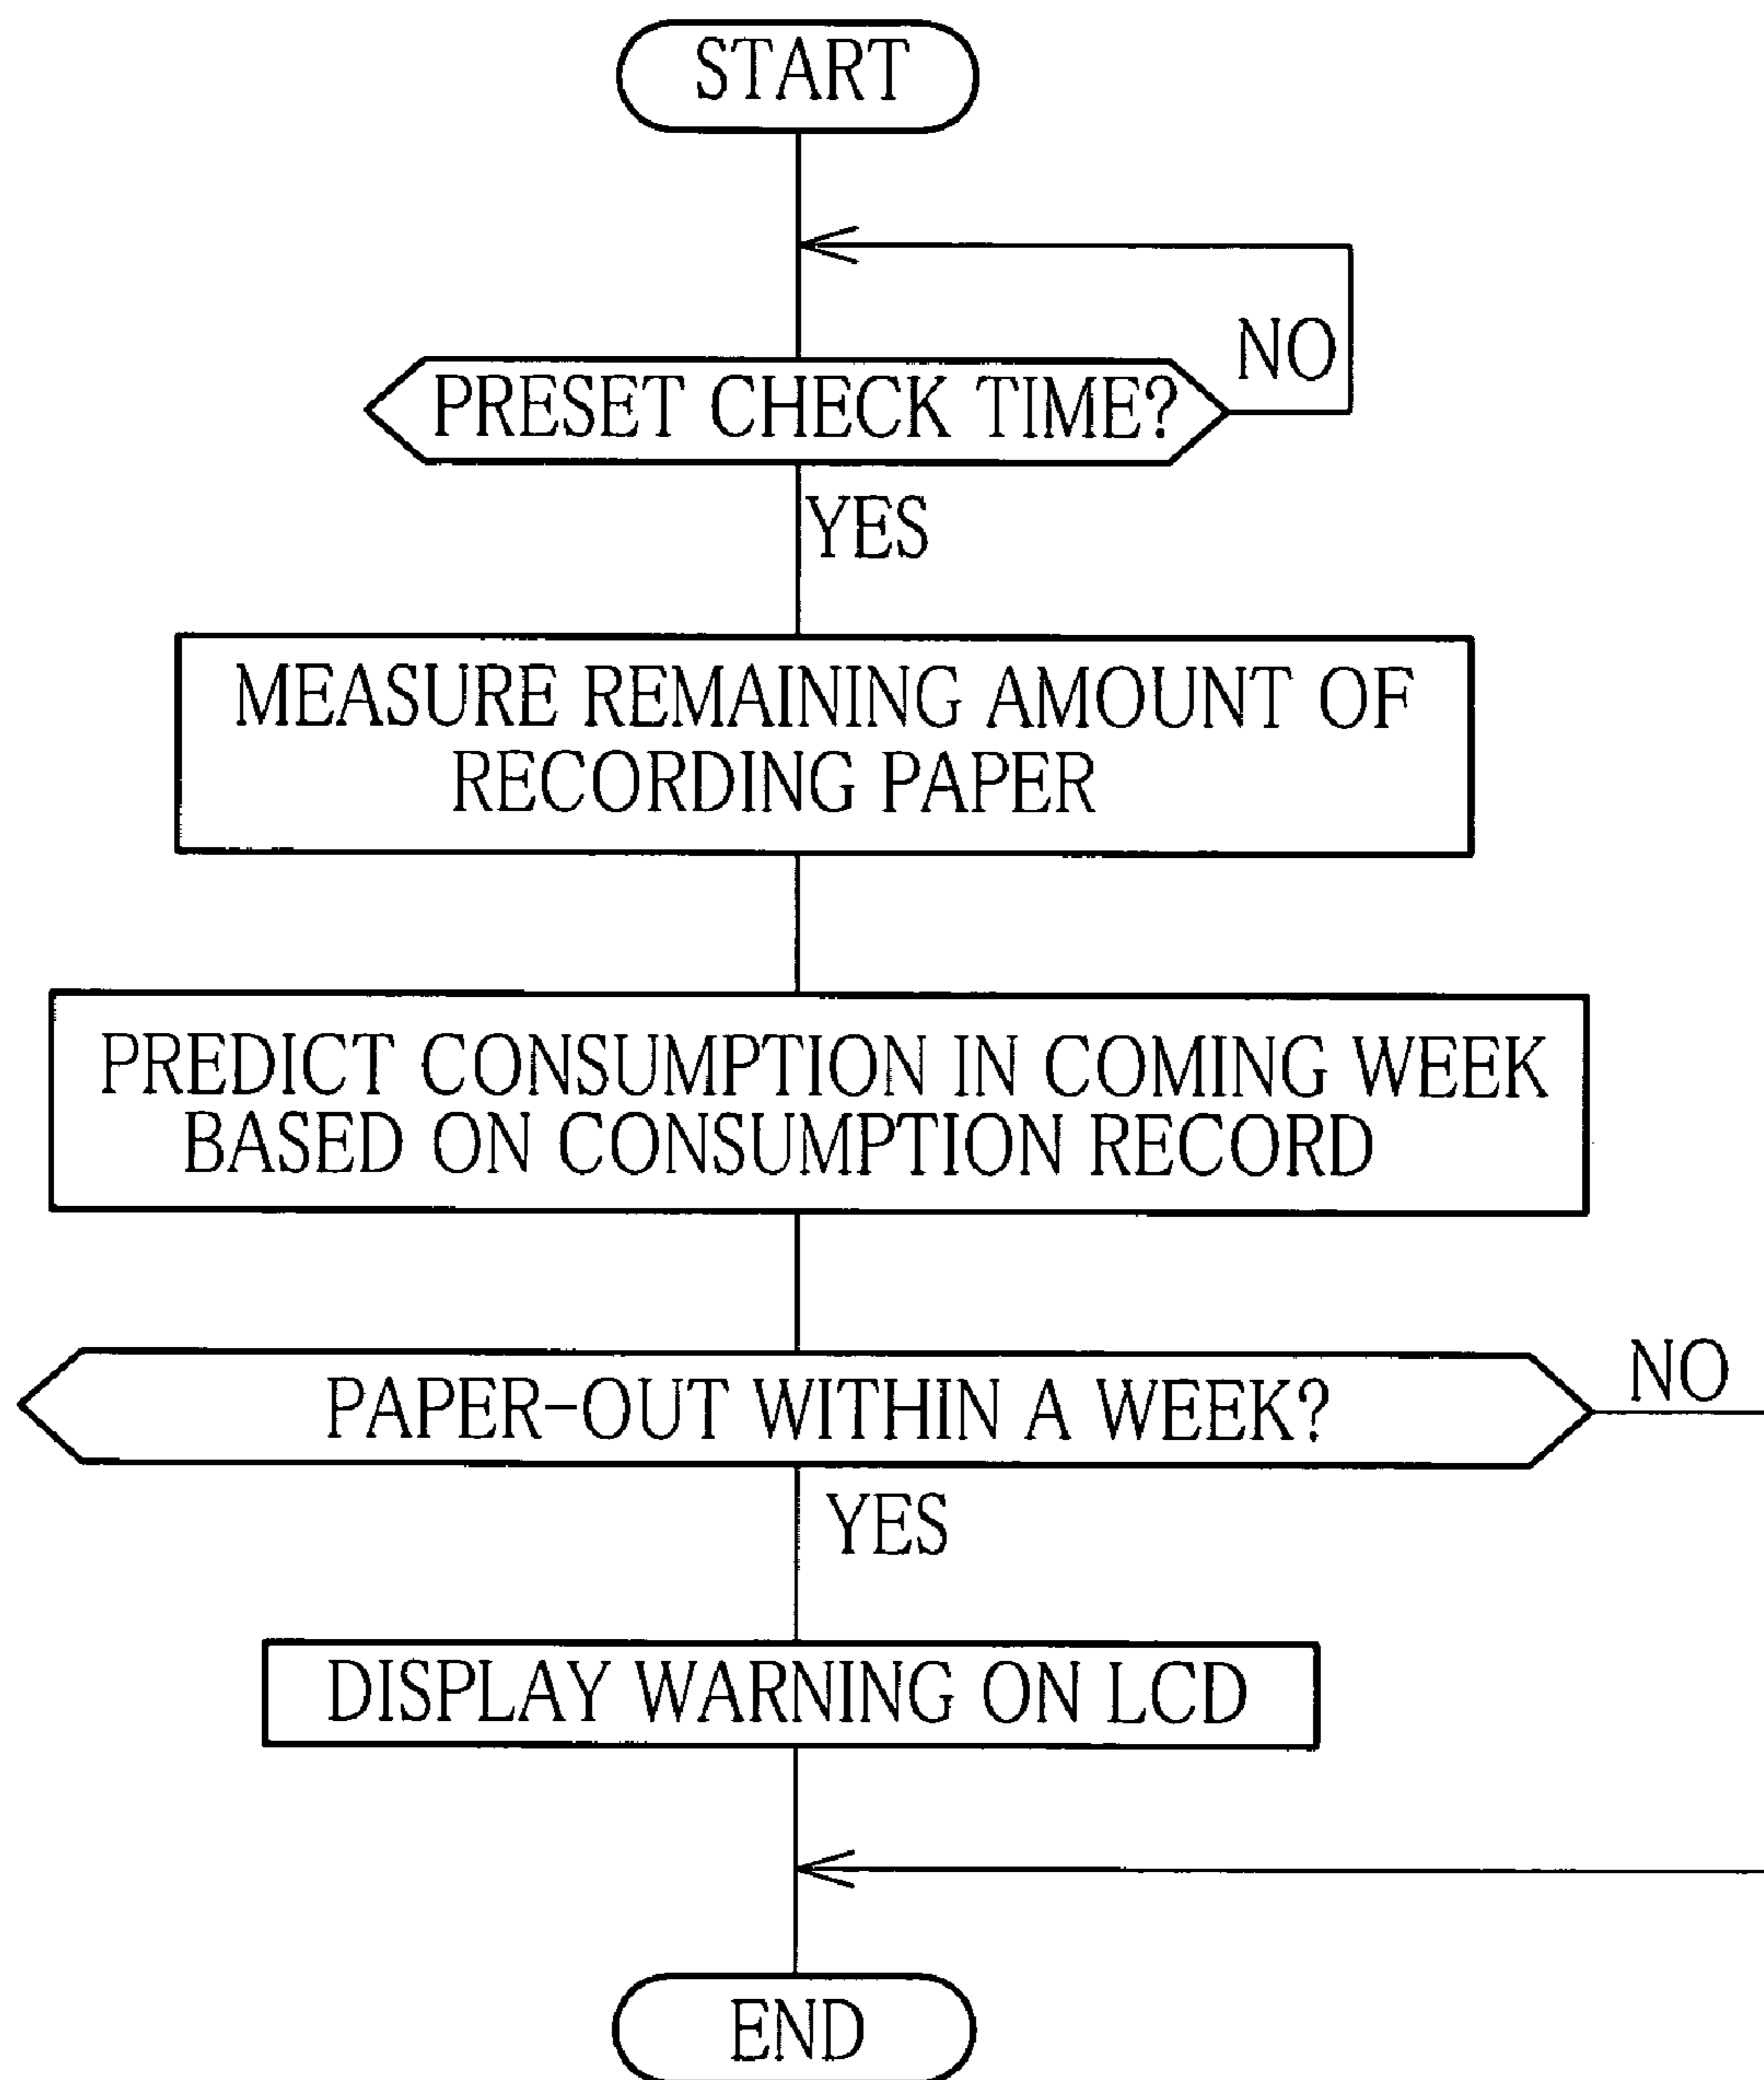 START
NO
PRESET CHECK TIME?
YES
MEASURE REMAINING AMOUNT OF
RECORDING PAPER
PREDICT CONSUMPTION IN COMING WEEK
BASED ON CONSUMPTION RECORD
NO
PAPER-OUT WITHIN A WEEK?
YES
DISPLAY WARNING ON LCD
END